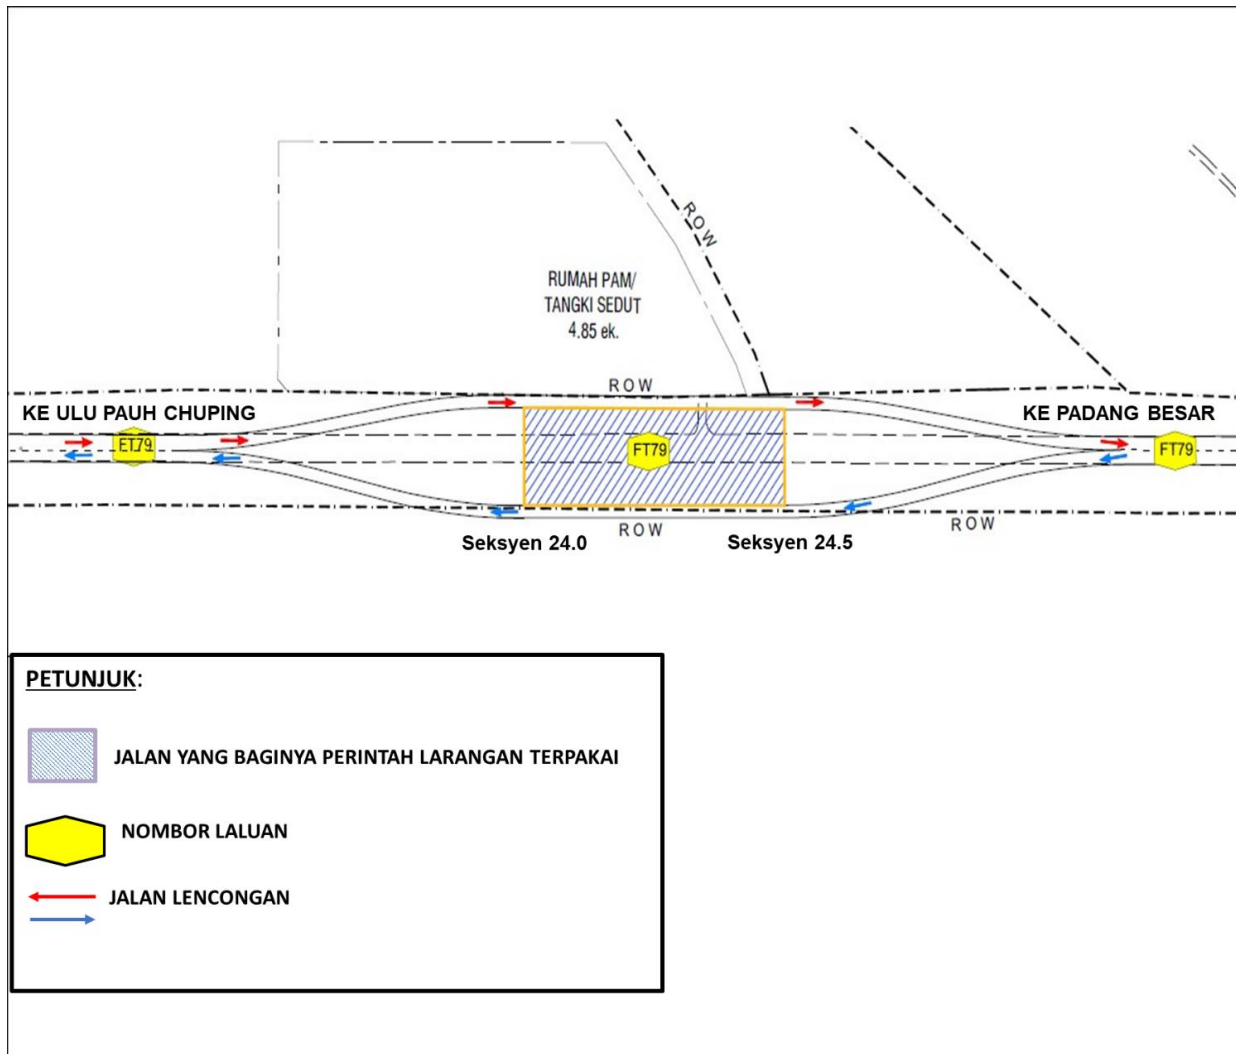 ROW
RUMAH PAM/
TANGKI SEDUT
4.85 ek.
ROW
KE ULU PAUH CHUPING
KE PADANG BESAR
FT79
FT79
FT79
ROW
ROW
Seksyen 24.0
Seksyen 24.5
PETUNJUK:
JALAN YANG BAGINYA PERINTAH LARANGAN TERPAKAI
NOMBOR LALUAN
JALAN LENCONGAN